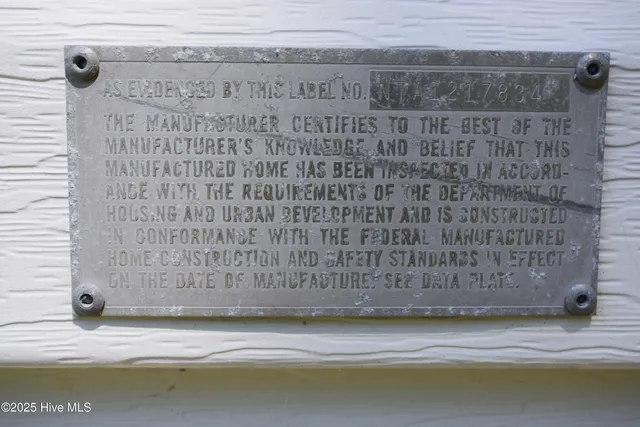 AS EVIDENCED BY THIS LABEL NO.
THE MANUFACTURER CERTIFIES TO THE BEST OF THE
MANUFACTURER'S KNOWLEDGE AND BELIEF THAT THIS
MANUFACTURED HOME HAS BEEN INSPECTED IN ACCORD-
ANCE WITH THE REQUIREMENTS OF THE DEPARTMENT OF
HOUSING AND URBAN DEVELOPMENT AND IS CONSTRUCTED
IN CONFORMANCE WITH THE FEDERAL MANUFACTURED
HOME CONSTRUCTION AND SAFETY STANDARDS IN EFFECT
ON THE DATE OF MANUFACTURE. SEE DATA PLATE.
©2025 Hive MLS